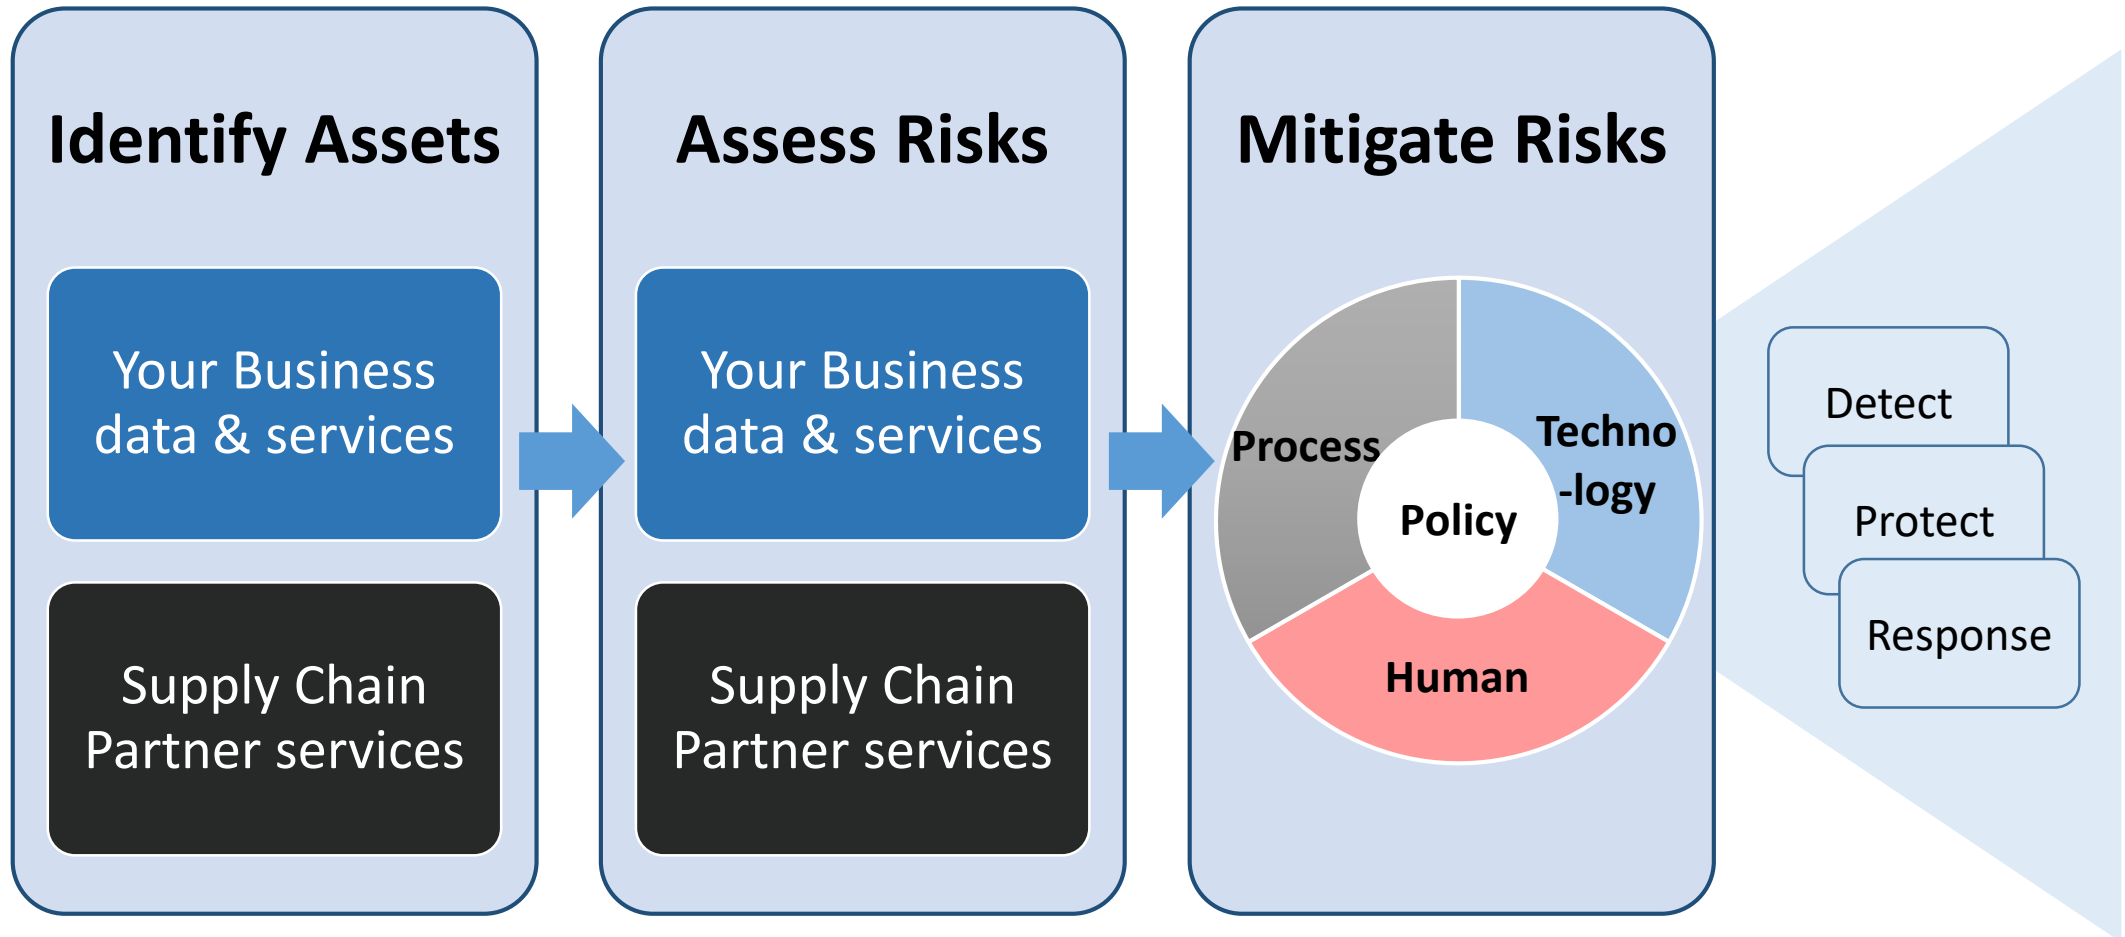 Identify Assets
Your Business
data & services
Supply Chain
Partner services
Assess Risks
Your Business
data & services
Supply Chain
Partner services
Mitigate Risks
Process
Techno
-logy
Policy
Human
Detect
Protect
Response